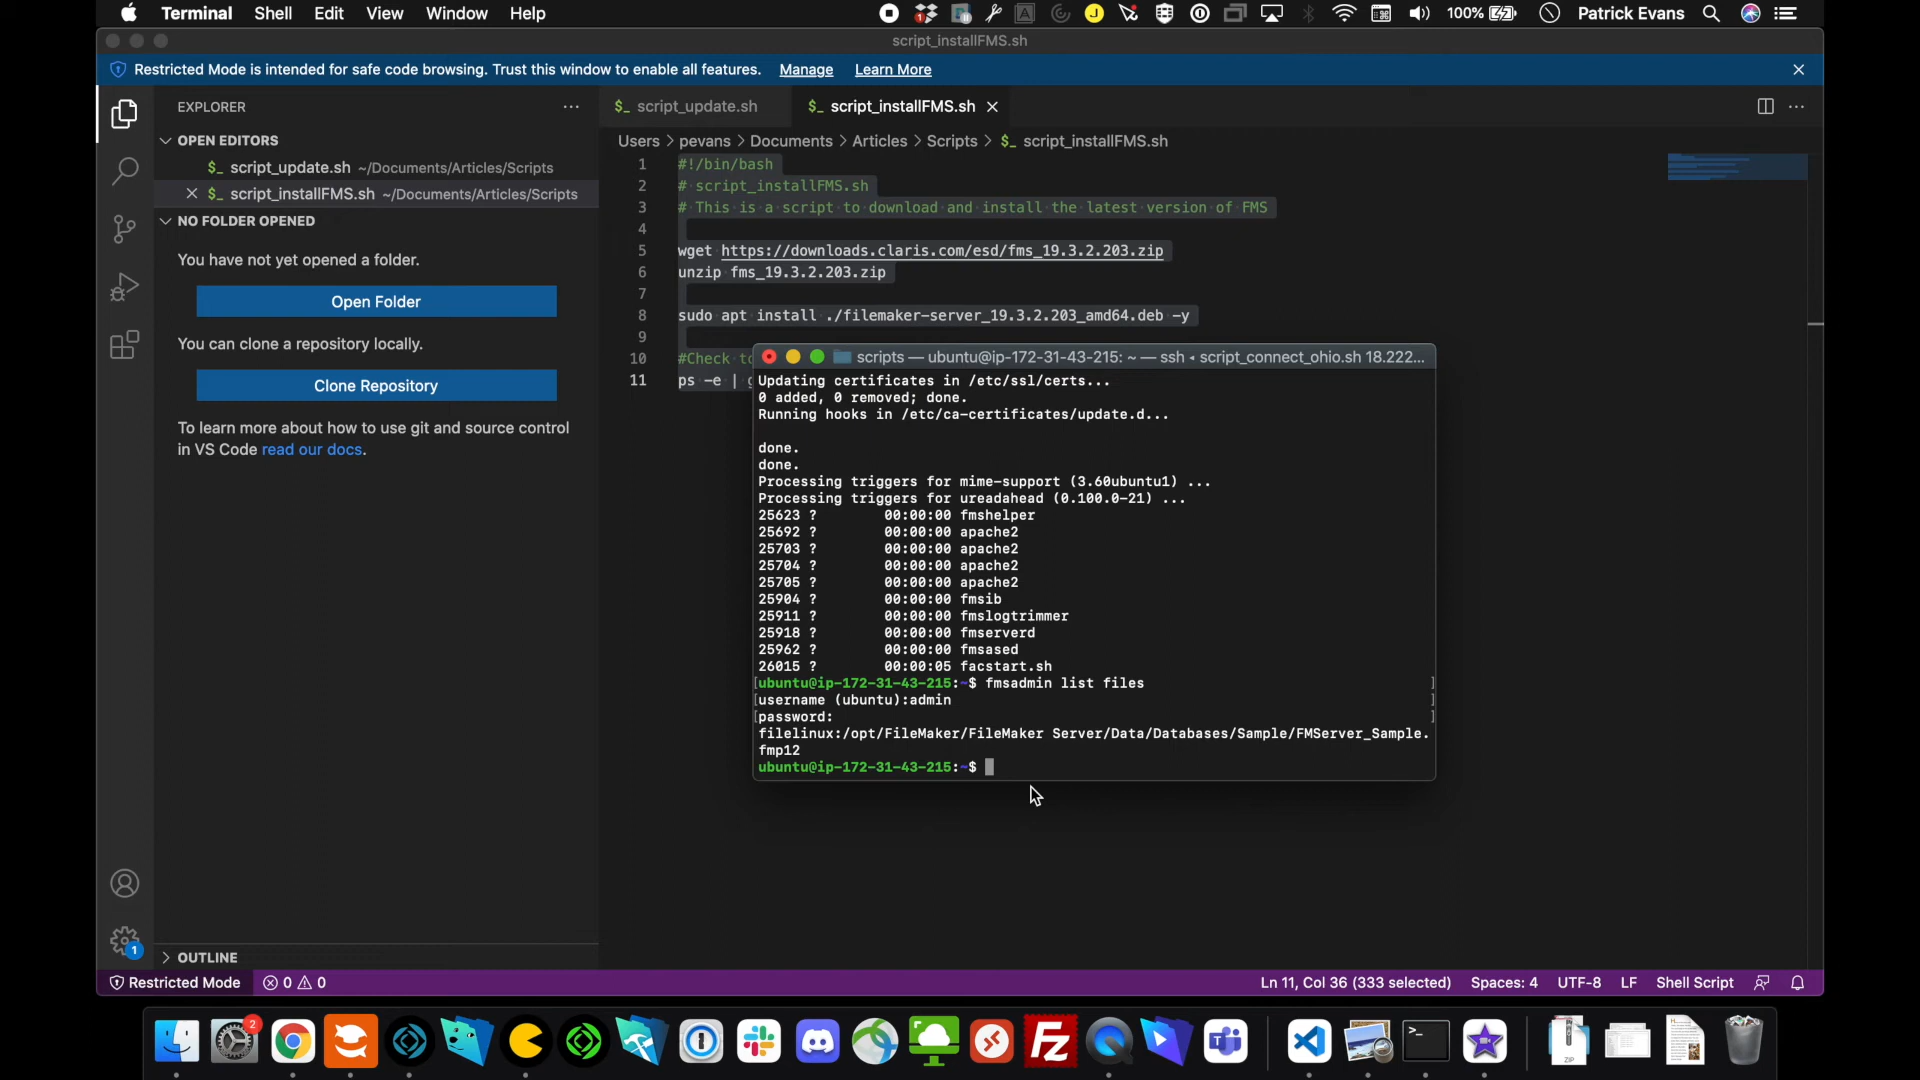 Terminal Shell Edit View Window Help 100% Patrick Evans
script_installFMS.sh
Restricted Mode is intended for safe code browsing. Trust this window to enable all features. Manage Learn More
EXPLORER
script_update.sh script_installFMS.sh
OPEN EDITORS
script_update.sh ~/Documents/Articles/Scripts
script_installFMS.sh ~/Documents/Articles/Scripts
NO FOLDER OPENED
You have not yet opened a folder.
Open Folder
You can clone a repository locally.
Clone Repository
To learn more about how to use git and source control
in VS Code read our docs.
OUTLINE
Users > pevans > Documents > Articles > Scripts > $_ script_installFMS.sh
1 #!/bin/bash
2 # script_installFMS.sh
3 # This is a script to download and install the latest version of FMS
4
5 wget https://downloads.claris.com/esd/fms_19.3.2.203.zip
6 unzip fms_19.3.2.203.zip
7
8 sudo apt install ./filemaker-server_19.3.2.203_amd64.deb -y
9
10 #Check to
11 ps -e | g
scripts — ubuntu@ip-172-31-43-215: ~ — ssh ◂ script_connect_ohio.sh 18.222...
Updating certificates in /etc/ssl/certs...
0 added, 0 removed; done.
Running hooks in /etc/ca-certificates/update.d...
done.
done.
Processing triggers for mime-support (3.60ubuntu1) ...
Processing triggers for ureadahead (0.100.0-21) ...
25623 ? 00:00:00 fmshelper
25692 ? 00:00:00 apache2
25703 ? 00:00:00 apache2
25704 ? 00:00:00 apache2
25705 ? 00:00:00 apache2
25904 ? 00:00:00 fmsib
25911 ? 00:00:00 fmslogtrimmer
25918 ? 00:00:00 fmserverd
25962 ? 00:00:00 fmsased
26015 ? 00:00:05 facstart.sh
[ubuntu@ip-172-31-43-215:~$ fmsadmin list files ]
[username (ubuntu):admin ]
[password: ]
filelinux:/opt/FileMaker/FileMaker Server/Data/Databases/Sample/FMServer_Sample.
fmp12
ubuntu@ip-172-31-43-215:~$
1
Restricted Mode 0 0 Ln 11, Col 36 (333 selected) Spaces: 4 UTF-8 LF Shell Script
2
ZIP